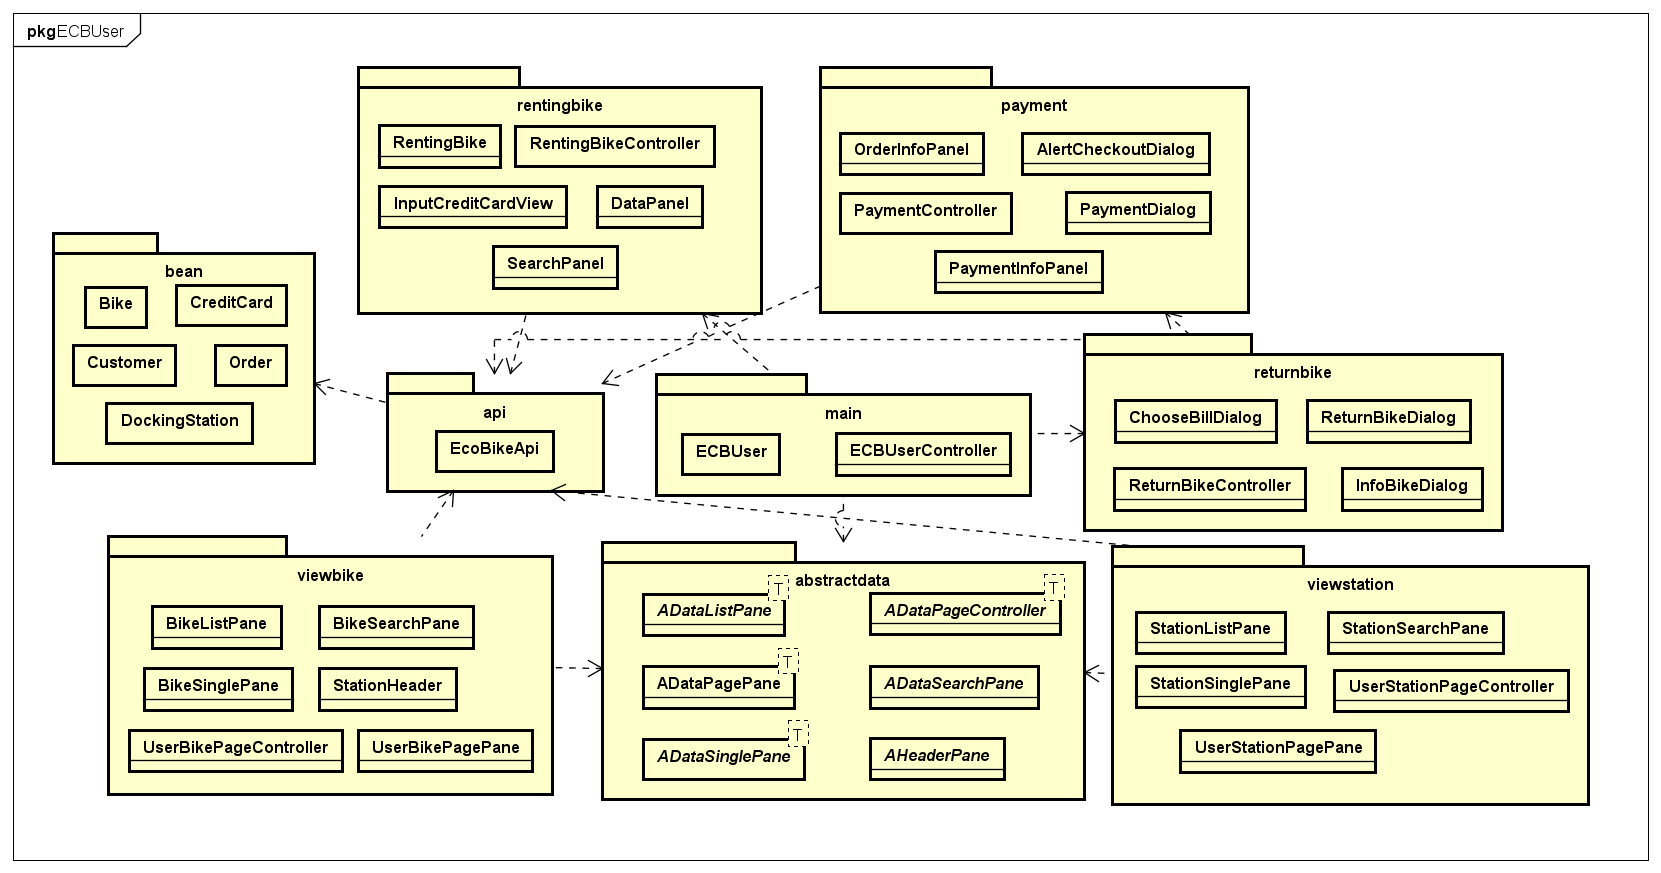 pkg ECBUser
rentingbike
RentingBike
RentingBikeController
InputCreditCardView
DataPanel
SearchPanel
payment
OrderInfoPanel
AlertCheckoutDialog
PaymentController
PaymentDialog
PaymentInfoPanel
bean
Bike
CreditCard
Customer
Order
DockingStation
api
EcoBikeApi
main
ECBUser
ECBUserController
returnbike
ChooseBillDialog
ReturnBikeDialog
ReturnBikeController
InfoBikeDialog
viewbike
BikeListPane
BikeSearchPane
BikeSinglePane
StationHeader
UserBikePageController
UserBikePagePane
abstractdata
T
ADataListPane
T
ADataPageController
T
ADataPagePane
ADataSearchPane
T
ADataSinglePane
AHeaderPane
viewstation
StationListPane
StationSearchPane
StationSinglePane
UserStationPageController
UserStationPagePane